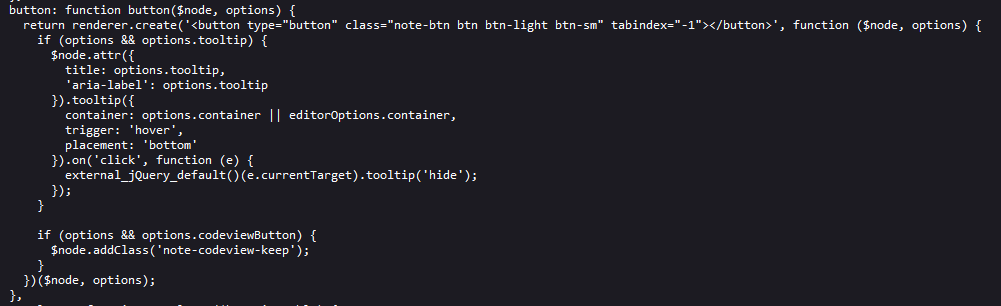 button: function button($node, options) {
  return renderer.create('<button type="button" class="note-btn btn btn-light btn-sm" tabindex="-1"></button>', function ($node, options) {
    if (options && options.tooltip) {
      $node.attr({
        title: options.tooltip,
        'aria-label': options.tooltip
      }).tooltip({
        container: options.container || editorOptions.container,
        trigger: 'hover',
        placement: 'bottom'
      }).on('click', function (e) {
        external_jQuery_default()(e.currentTarget).tooltip('hide');
      });
    }

    if (options && options.codeviewButton) {
      $node.addClass('note-codeview-keep');
    }
  })($node, options);
},